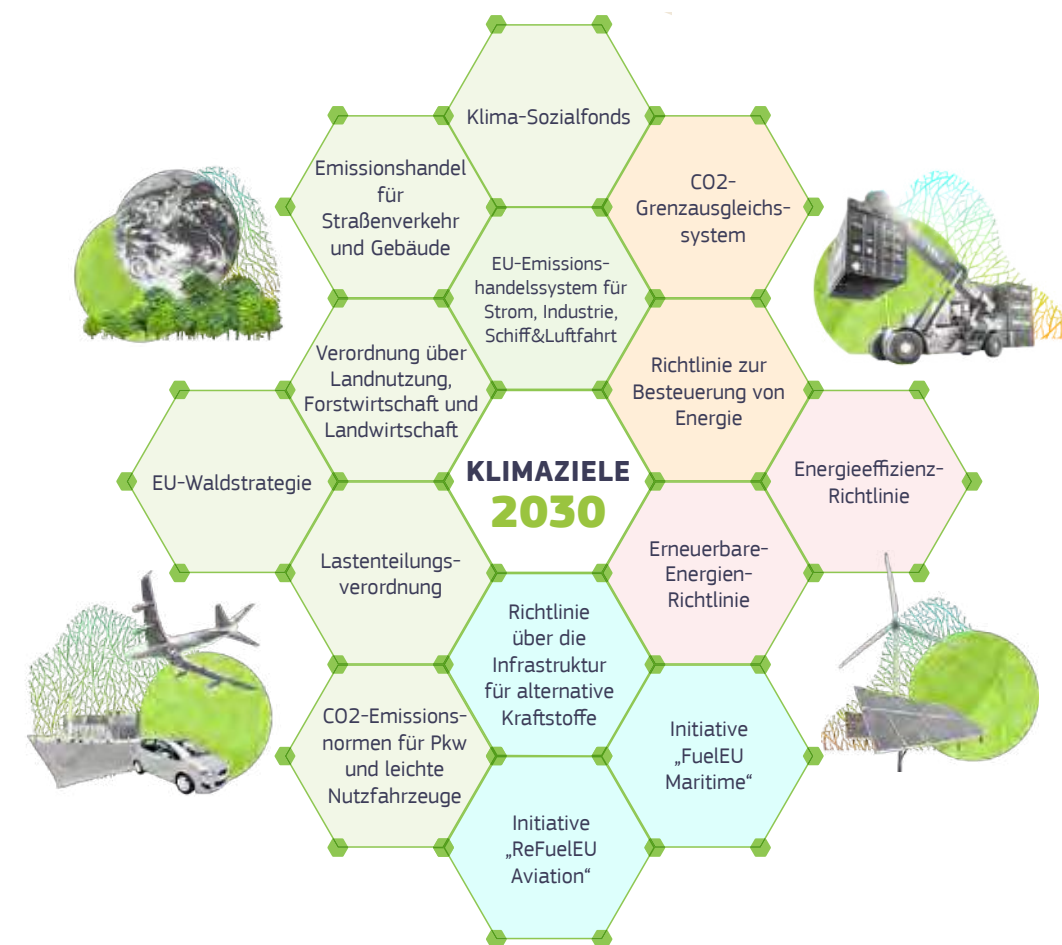 Klima-Sozialfonds
Emissionshandel
für
Straßenverkehr
und Gebäude
CO2-
Grenzausgleichs-
system
EU-Emissions-
handelssystem für
Strom, Industrie,
Schiff&Luftfahrt
Verordnung über
Landnutzung,
Forstwirtschaft und
Landwirtschaft
Richtlinie zur
Besteuerung von
Energie
EU-Waldstrategie
KLIMAZIELE
2030
Energieeffizienz-
Richtlinie
Lastenteilungs-
verordnung
Erneuerbare-
Energien-
Richtlinie
Richtlinie
über die
Infrastruktur
für alternative
Kraftstoffe
CO2-Emissions-
normen für Pkw
und leichte
Nutzfahrzeuge
Initiative
„FuelEU
Maritime“
Initiative
„ReFuelEU
Aviation“